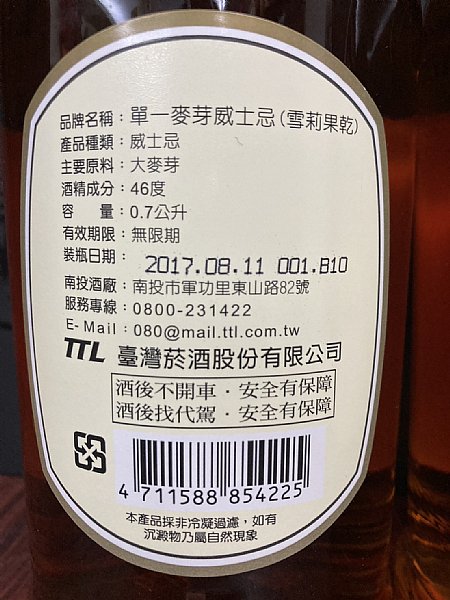 品牌名稱：單一麥芽威士忌(雪莉果乾)
產品種類：威士忌
主要原料：大麥芽
酒精成分：46度
容　　量：0.7公升
有效期限：無限期
裝瓶日期： 2017.08.11 001.B10
南投酒廠：南投市軍功里東山路82號
服務專線：0800-231422
E-Mail：080@mail.ttl.com.tw
TTL 臺灣菸酒股份有限公司
酒後不開車‧安全有保障
酒後找代駕‧安全有保障
4 711588 854225
本產品採非冷凝過濾，如有
沉澱物乃屬自然現象